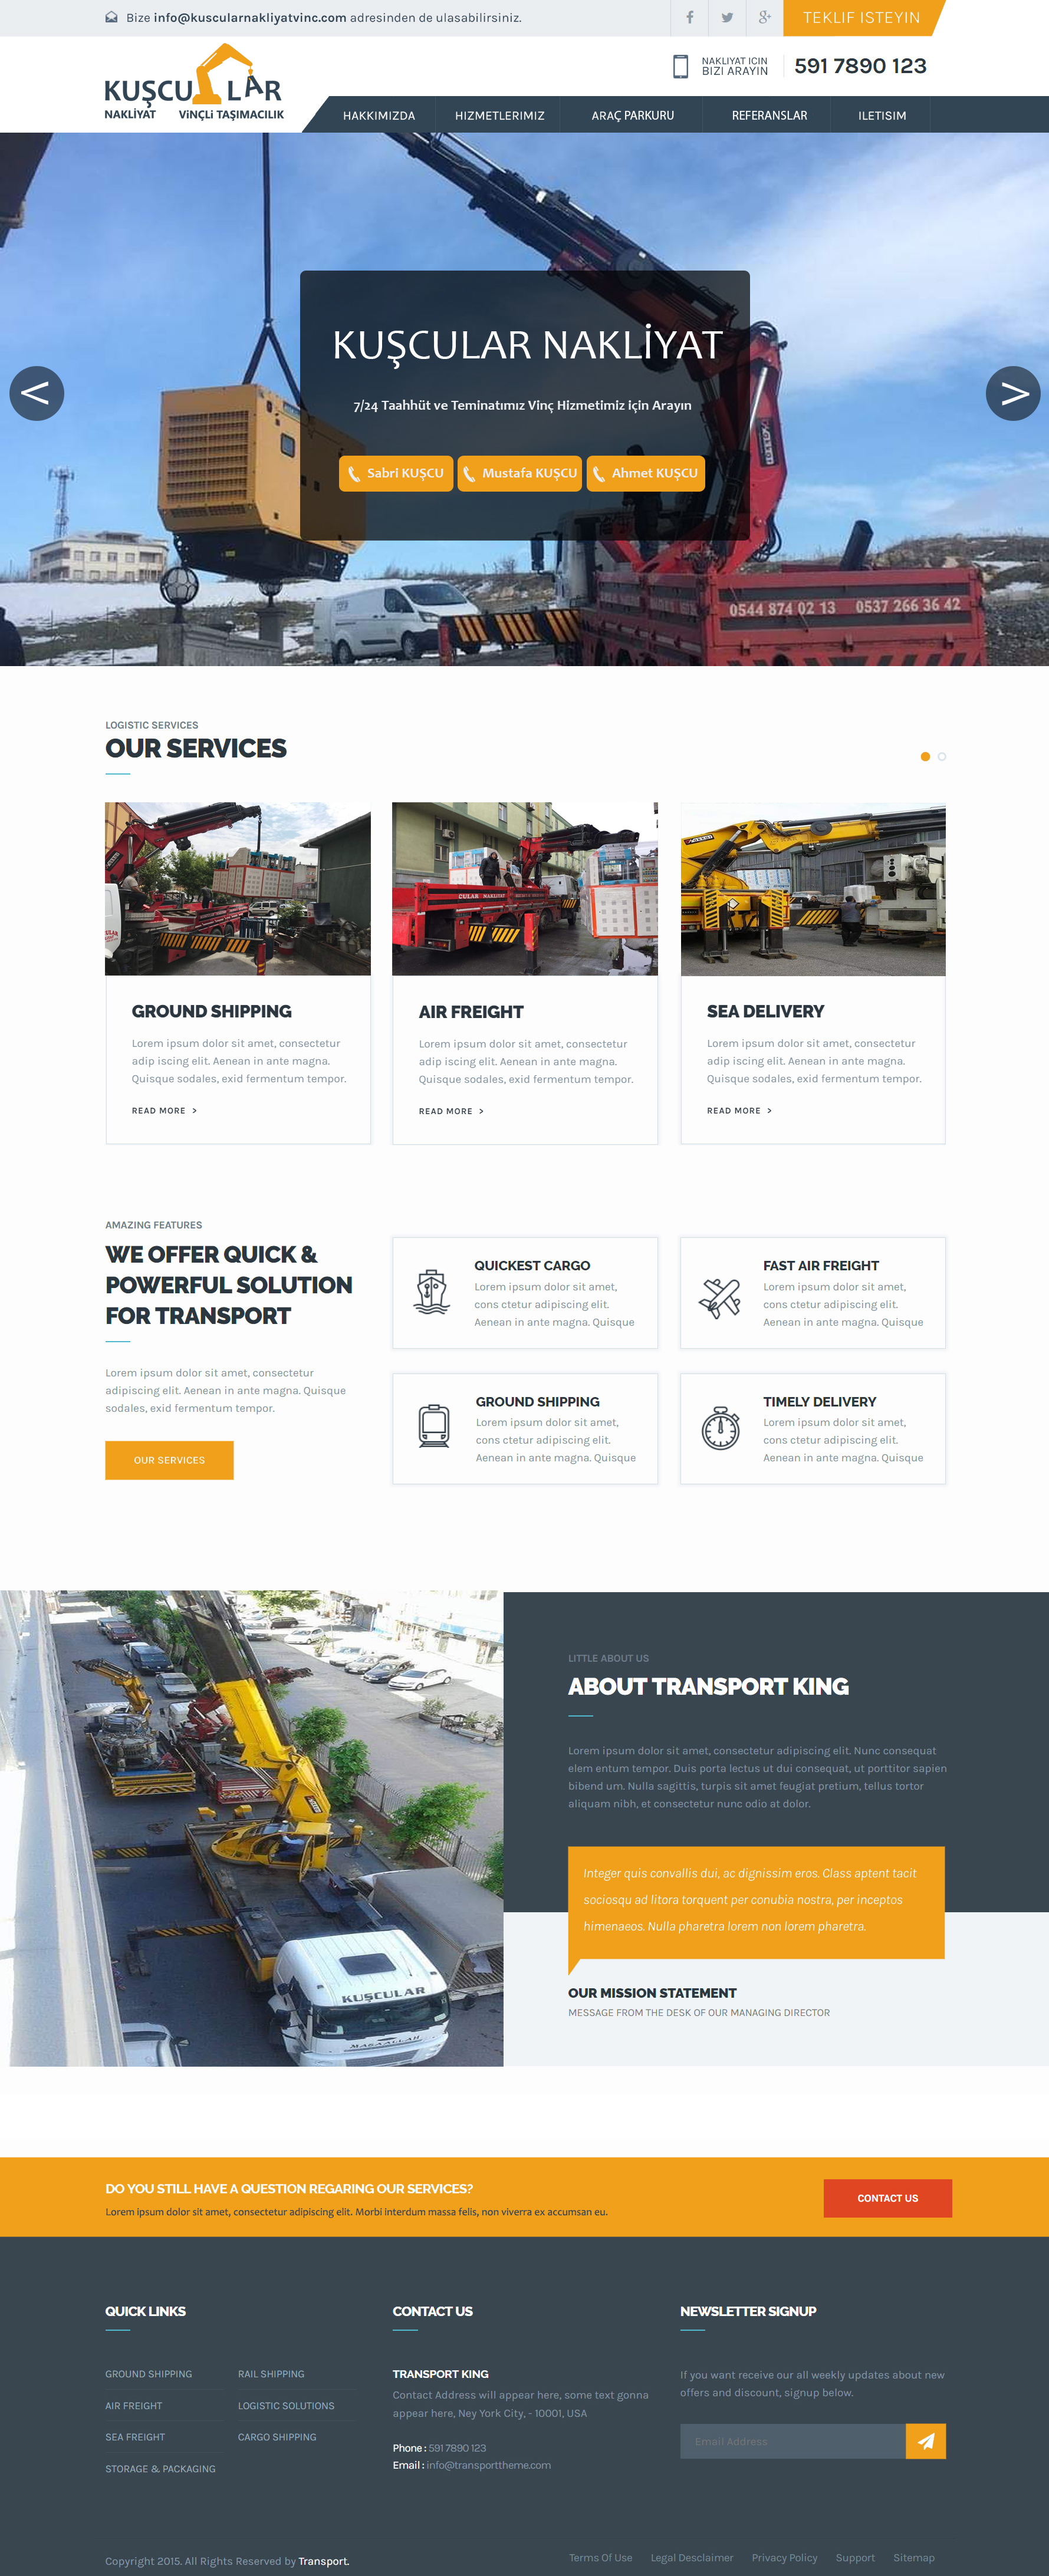 Bize info@kuscularnakliyatvinc.com adresinden de ulasabilirsiniz.
TEKLIF ISTEYIN
KUŞCULAR
NAKLİYAT VİNÇLİ TAŞIMACILIK
NAKLIYAT ICIN
BIZI ARAYIN
591 7890 123
HAKKIMIZDA HIZMETLERIMIZ ARAÇ PARKURU REFERANSLAR ILETISIM
KUŞCULAR NAKLİYAT
7/24 Taahhüt ve Teminatımız Vinç Hizmetimiz için Arayın
Sabri KUŞCU Mustafa KUŞCU Ahmet KUŞCU
< >
0544 874 02 13 0537 266 36 42
LOGISTIC SERVICES
OUR SERVICES
GROUND SHIPPING
Lorem ipsum dolor sit amet, consectetur
adip iscing elit. Aenean in ante magna.
Quisque sodales, exid fermentum tempor.
READ MORE >
AIR FREIGHT
Lorem ipsum dolor sit amet, consectetur
adip iscing elit. Aenean in ante magna.
Quisque sodales, exid fermentum tempor.
READ MORE >
SEA DELIVERY
Lorem ipsum dolor sit amet, consectetur
adip iscing elit. Aenean in ante magna.
Quisque sodales, exid fermentum tempor.
READ MORE >
AMAZING FEATURES
WE OFFER QUICK &
POWERFUL SOLUTION
FOR TRANSPORT
Lorem ipsum dolor sit amet, consectetur
adipiscing elit. Aenean in ante magna. Quisque
sodales, exid fermentum tempor.
OUR SERVICES
QUICKEST CARGO
Lorem ipsum dolor sit amet,
cons ctetur adipiscing elit.
Aenean in ante magna. Quisque
FAST AIR FREIGHT
Lorem ipsum dolor sit amet,
cons ctetur adipiscing elit.
Aenean in ante magna. Quisque
GROUND SHIPPING
Lorem ipsum dolor sit amet,
cons ctetur adipiscing elit.
Aenean in ante magna. Quisque
TIMELY DELIVERY
Lorem ipsum dolor sit amet,
cons ctetur adipiscing elit.
Aenean in ante magna. Quisque
KUŞCULAR
MAŞAALLAH
LITTLE ABOUT US
ABOUT TRANSPORT KING
Lorem ipsum dolor sit amet, consectetur adipiscing elit. Nunc consequat
elem entum tempor. Duis porta lectus ut dui consequat, ut porttitor sapien
bibend um. Nulla sagittis, turpis sit amet feugiat pretium, tellus tortor
aliquam nibh, et consectetur nunc odio at dolor.
Integer quis convallis dui, ac dignissim eros. Class aptent tacit
sociosqu ad litora torquent per conubia nostra, per inceptos
himenaeos. Nulla pharetra lorem non lorem pharetra.
OUR MISSION STATEMENT
MESSAGE FROM THE DESK OF OUR MANAGING DIRECTOR
DO YOU STILL HAVE A QUESTION REGARING OUR SERVICES?
Lorem ipsum dolor sit amet, consectetur adipiscing elit. Morbi interdum massa felis, non viverra ex accumsan eu.
CONTACT US
QUICK LINKS
GROUND SHIPPING RAIL SHIPPING
AIR FREIGHT LOGISTIC SOLUTIONS
SEA FREIGHT CARGO SHIPPING
STORAGE & PACKAGING
CONTACT US
TRANSPORT KING
Contact Address will appear here, some text gonna
appear here, Ney York City, - 10001, USA
Phone : 591 7890 123
Email : info@transporttheme.com
NEWSLETTER SIGNUP
If you want receive our all weekly updates about new
offers and discount, signup below.
Email Address
Copyright 2015. All Rights Reserved by Transport.
Terms Of Use Legal Desclaimer Privacy Policy Support Sitemap